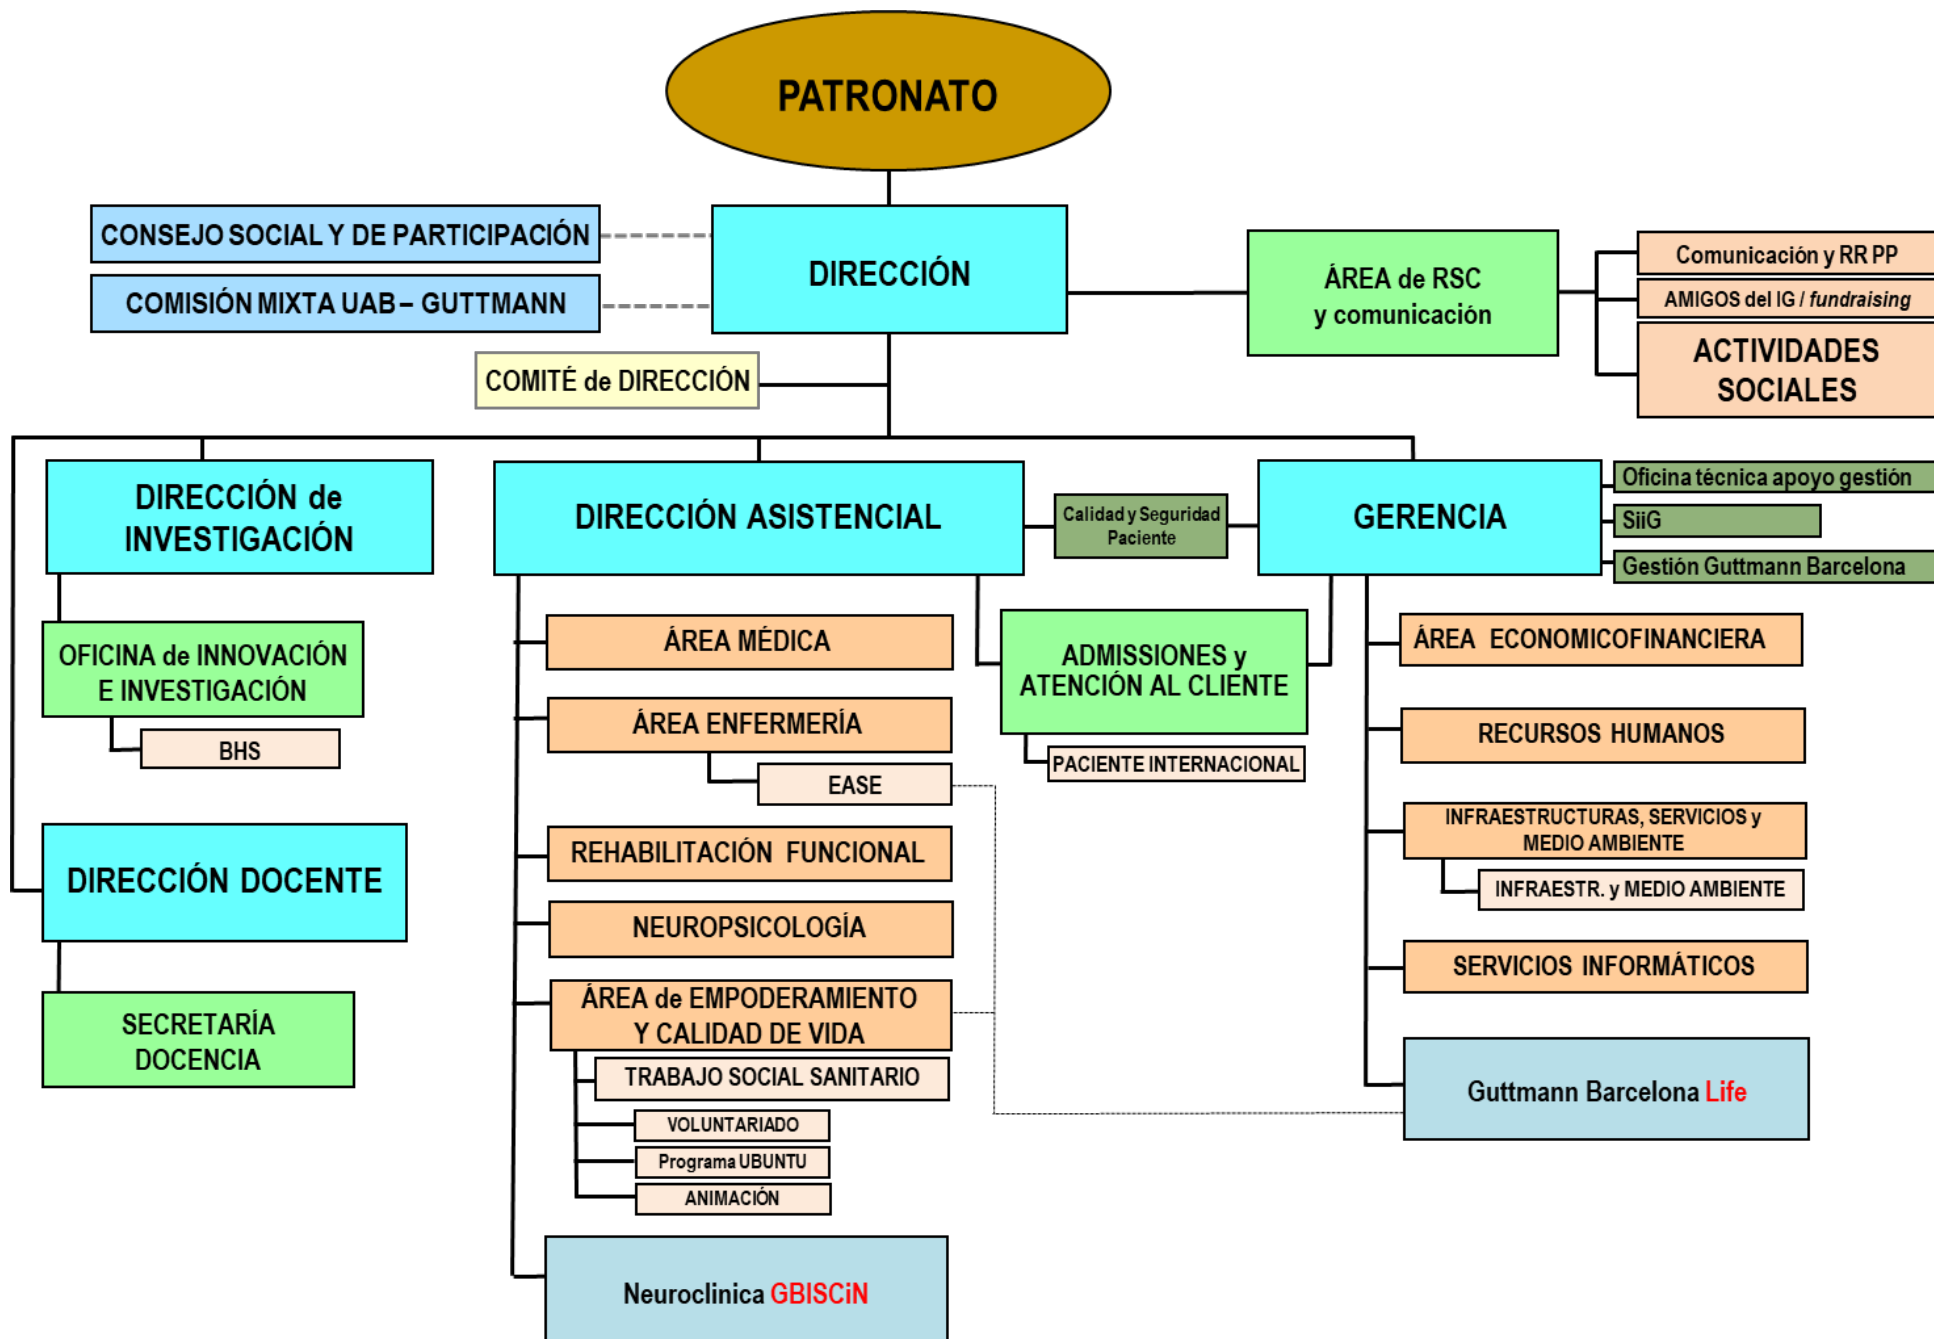 PATRONATO
CONSEJO SOCIAL Y DE PARTICIPACIÓN
COMISIÓN MIXTA UAB – GUTTMANN
DIRECCIÓN
ÁREA de RSC
y comunicación
Comunicación y RR PP
AMIGOS del IG / fundraising
ACTIVIDADES
SOCIALES
COMITÉ de DIRECCIÓN
DIRECCIÓN de
INVESTIGACIÓN
DIRECCIÓN ASISTENCIAL
Calidad y Seguridad
Paciente
GERENCIA
Oficina técnica apoyo gestión
SiiG
Gestión Guttmann Barcelona
OFICINA de INNOVACIÓN
E INVESTIGACIÓN
BHS
DIRECCIÓN DOCENTE
SECRETARÍA
DOCENCIA
ÁREA MÉDICA
ÁREA ENFERMERÍA
EASE
REHABILITACIÓN FUNCIONAL
NEUROPSICOLOGÍA
ÁREA de EMPODERAMIENTO
Y CALIDAD DE VIDA
TRABAJO SOCIAL SANITARIO
VOLUNTARIADO
Programa UBUNTU
ANIMACIÓN
Neuroclinica GBISCiN
ADMISSIONES y
ATENCIÓN AL CLIENTE
PACIENTE INTERNACIONAL
ÁREA ECONOMICOFINANCIERA
RECURSOS HUMANOS
INFRAESTRUCTURAS, SERVICIOS y
MEDIO AMBIENTE
INFRAESTR. y MEDIO AMBIENTE
SERVICIOS INFORMÁTICOS
Guttmann Barcelona Life